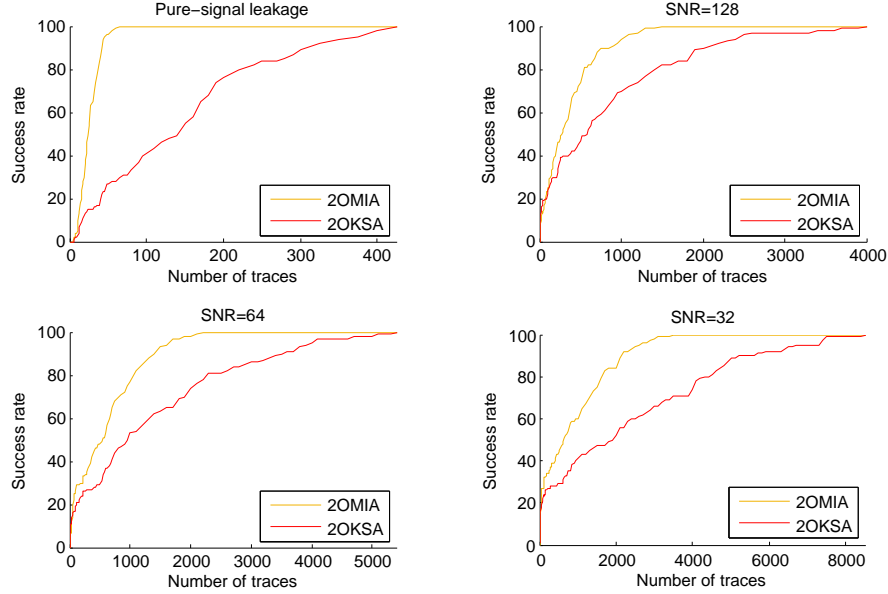 Pure−signal leakage
100
80
60
40
20
0
0
100
200
300
400
Success rate
Number of traces
2OMIA
2OKSA
SNR=128
100
80
60
40
20
0
0
1000
2000
3000
4000
Success rate
Number of traces
2OMIA
2OKSA
SNR=64
100
80
60
40
20
0
0
1000
2000
3000
4000
5000
Success rate
Number of traces
2OMIA
2OKSA
SNR=32
100
80
60
40
20
0
0
2000
4000
6000
8000
Success rate
Number of traces
2OMIA
2OKSA